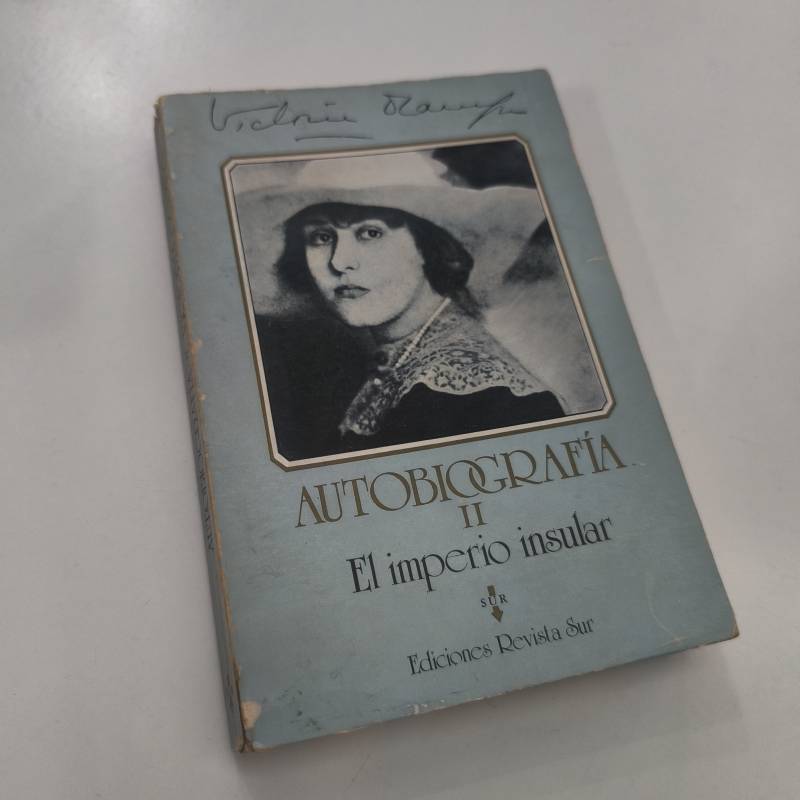 Victoria Ocampo
AUTOBIOGRAFÍA
II
El imperio insular
SUR
Ediciones Revista Sur